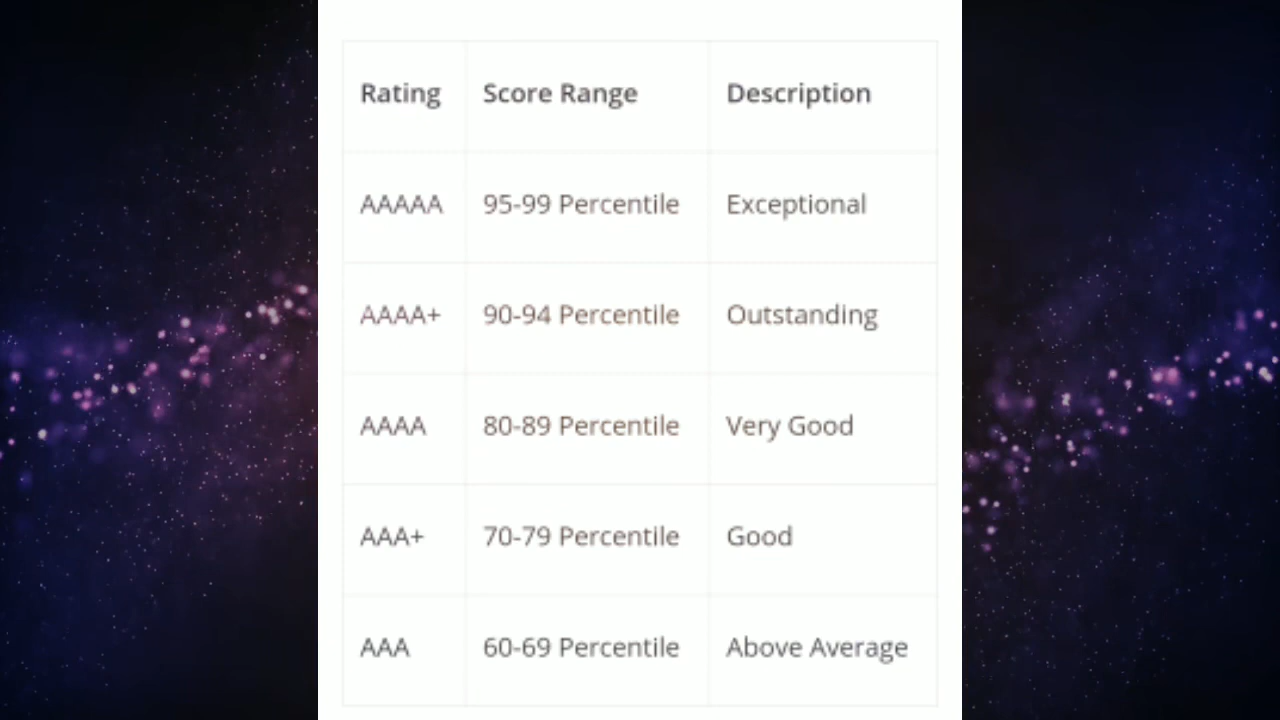 Rating Score Range Description
AAAAA 95-99 Percentile Exceptional
AAAA+ 90-94 Percentile Outstanding
AAAA 80-89 Percentile Very Good
AAA+ 70-79 Percentile Good
AAA 60-69 Percentile Above Average